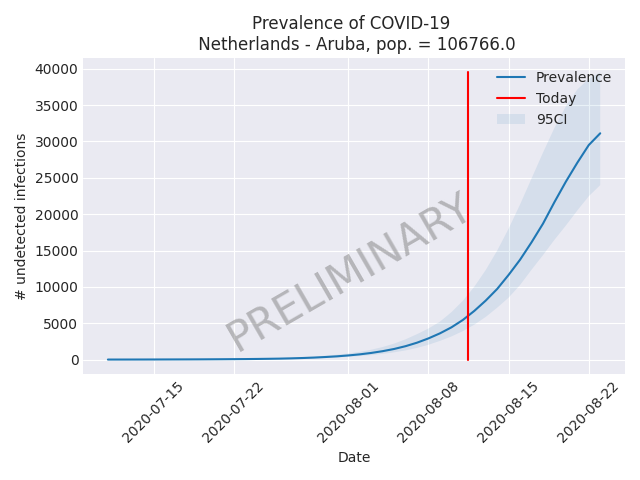 Prevalence of COVID-19
Netherlands - Aruba, pop. = 106766.0
40000
35000
30000
25000
20000
15000
10000
5000
0
# undetected infections
Prevalence
Today
95CI
PRELIMINARY
2020-07-15
2020-07-22
2020-08-01
2020-08-08
2020-08-15
2020-08-22
Date